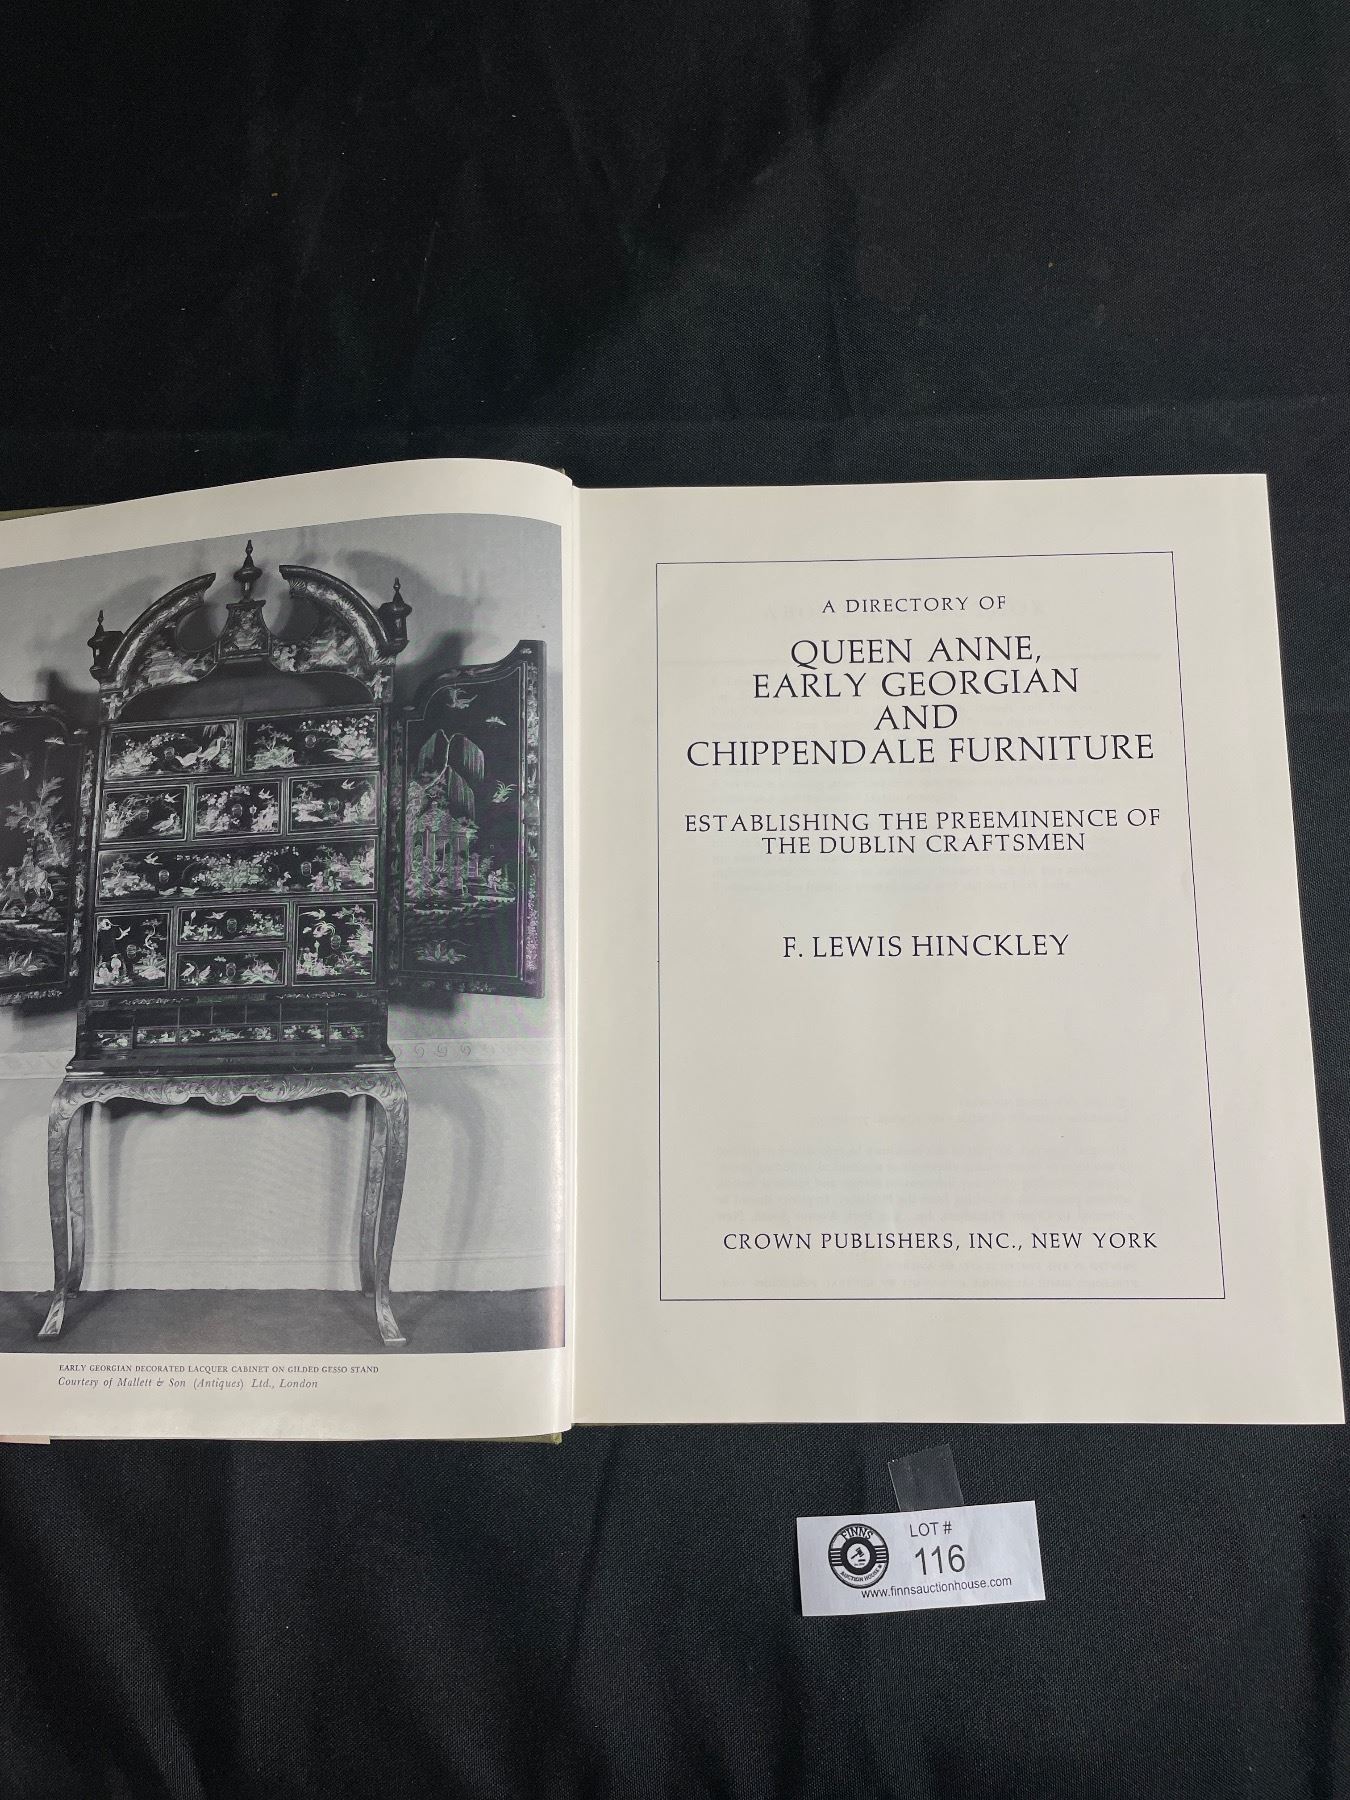 EARLY GEORGIAN DECORATED LACQUER CABINET ON GILDED GESSO STAND
Courtesy of Mallett & Son (Antiques) Ltd., London
A DIRECTORY OF
QUEEN ANNE,
EARLY GEORGIAN
AND
CHIPPENDALE FURNITURE
ESTABLISHING THE PREEMINENCE OF
THE DUBLIN CRAFTSMEN
F. LEWIS HINCKLEY
CROWN PUBLISHERS, INC., NEW YORK
FINNS
AUCTION HOUSE
LOT #
116
www.finnsauctionhouse.com